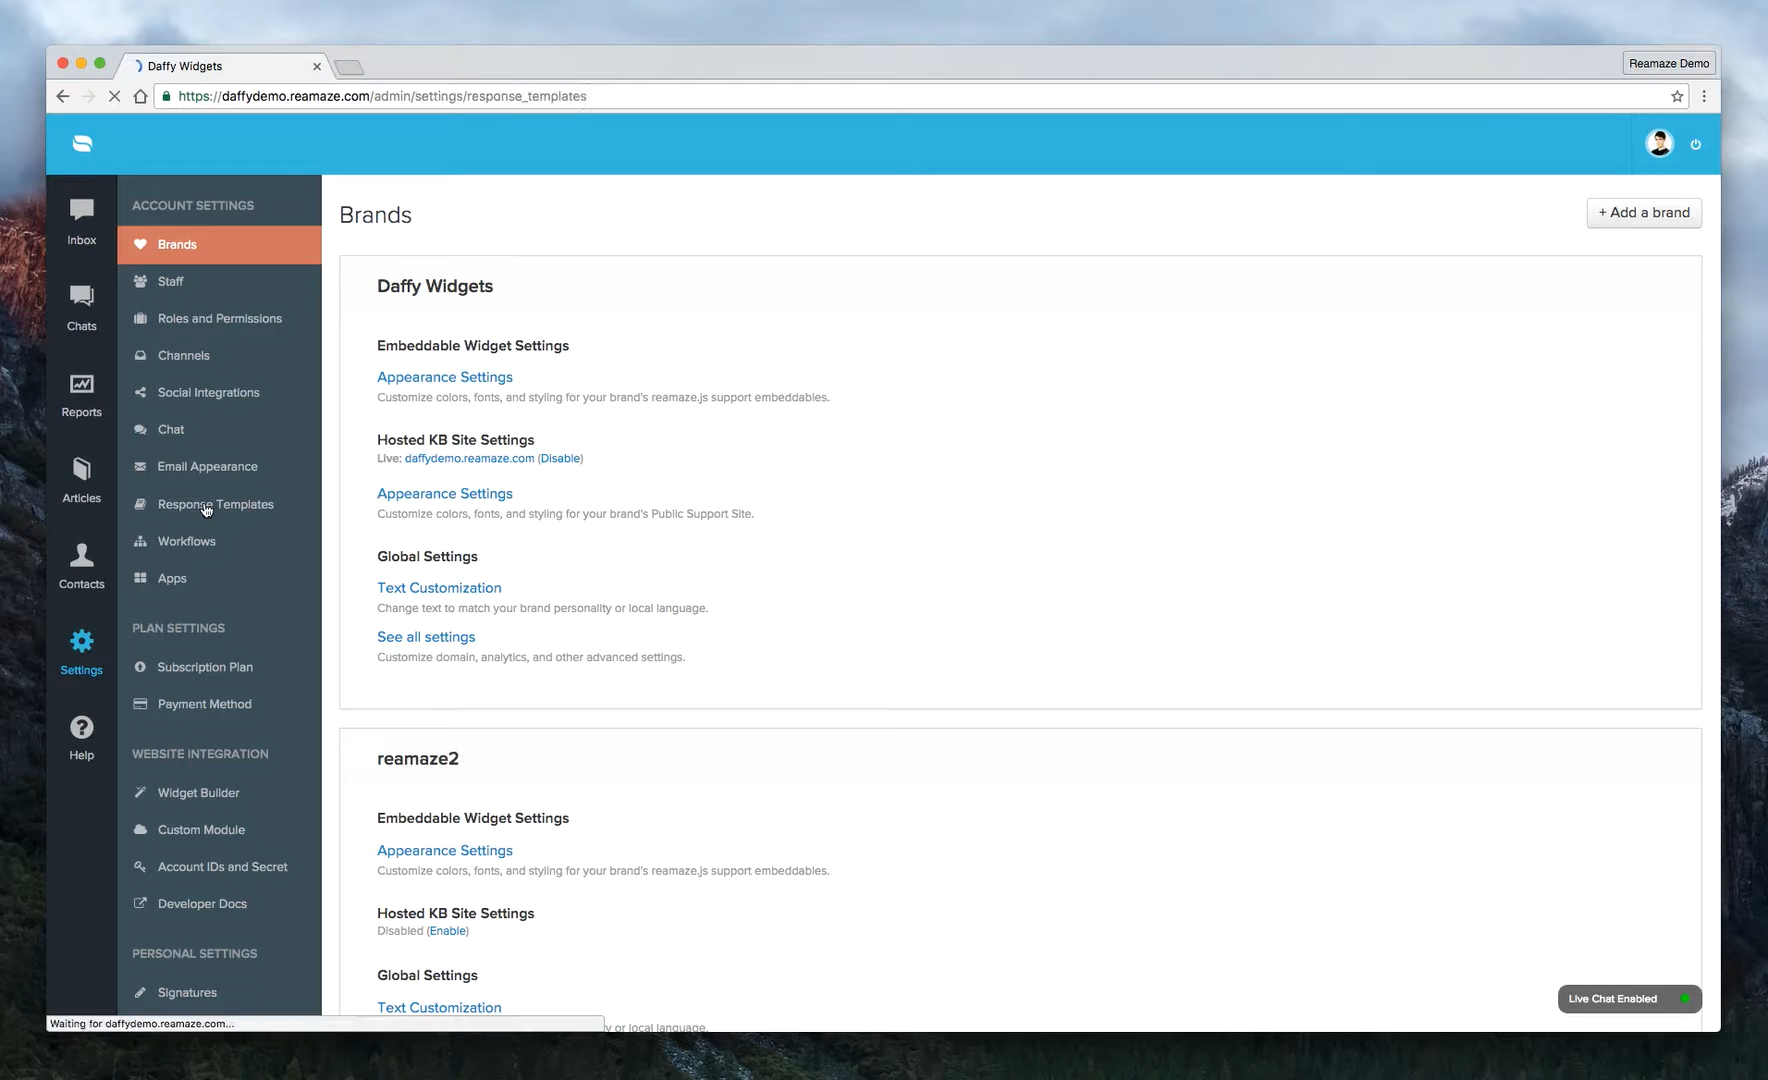 Daffy Widgets
Reamaze Demo
https://daffydemo.reamaze.com/admin/settings/response_templates
Inbox
Chats
Reports
Articles
Contacts
Settings
Help
ACCOUNT SETTINGS
Brands
Staff
Roles and Permissions
Channels
Social Integrations
Chat
Email Appearance
Response Templates
Workflows
Apps
PLAN SETTINGS
Subscription Plan
Payment Method
WEBSITE INTEGRATION
Widget Builder
Custom Module
Account IDs and Secret
Developer Docs
PERSONAL SETTINGS
Signatures
Brands
+ Add a brand
Daffy Widgets
Embeddable Widget Settings
Appearance Settings
Customize colors, fonts, and styling for your brand's reamaze.js support embeddables.
Hosted KB Site Settings
Live: daffydemo.reamaze.com (Disable)
Appearance Settings
Customize colors, fonts, and styling for your brand's Public Support Site.
Global Settings
Text Customization
Change text to match your brand personality or local language.
See all settings
Customize domain, analytics, and other advanced settings.
reamaze2
Embeddable Widget Settings
Appearance Settings
Customize colors, fonts, and styling for your brand's reamaze.js support embeddables.
Hosted KB Site Settings
Disabled (Enable)
Global Settings
Text Customization
y or local language.
Live Chat Enabled
Waiting for daffydemo.reamaze.com...